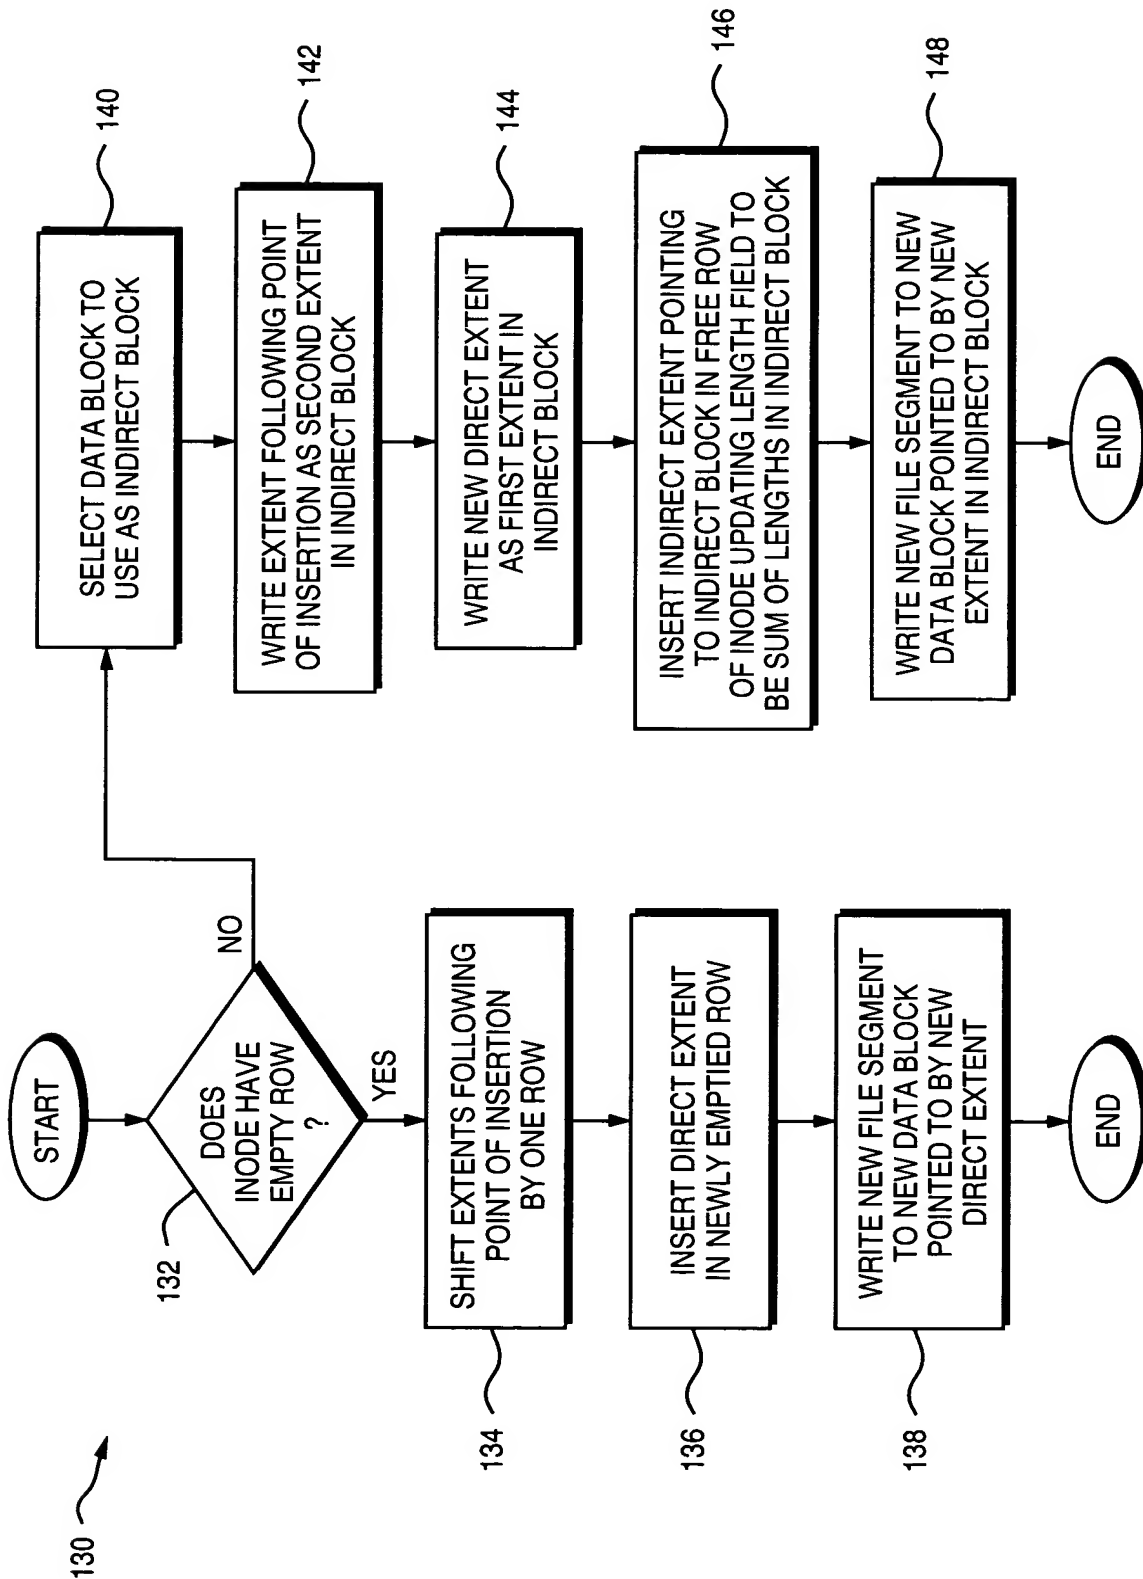 130
START
132
DOES
INODE HAVE
EMPTY ROW
?
NO
YES
134
SHIFT EXTENTS FOLLOWING
POINT OF INSERTION
BY ONE ROW
136
INSERT DIRECT EXTENT
IN NEWLY EMPTIED ROW
138
WRITE NEW FILE SEGMENT
TO NEW DATA BLOCK
POINTED TO BY NEW
DIRECT EXTENT
END
140
SELECT DATA BLOCK TO
USE AS INDIRECT BLOCK
142
WRITE EXTENT FOLLOWING POINT
OF INSERTION AS SECOND EXTENT
IN INDIRECT BLOCK
144
WRITE NEW DIRECT EXTENT
AS FIRST EXTENT IN
INDIRECT BLOCK
146
INSERT INDIRECT EXTENT POINTING
TO INDIRECT BLOCK IN FREE ROW
OF INODE UPDATING LENGTH FIELD TO
BE SUM OF LENGTHS IN INDIRECT BLOCK
148
WRITE NEW FILE SEGMENT TO NEW
DATA BLOCK POINTED TO BY NEW
EXTENT IN INDIRECT BLOCK
END